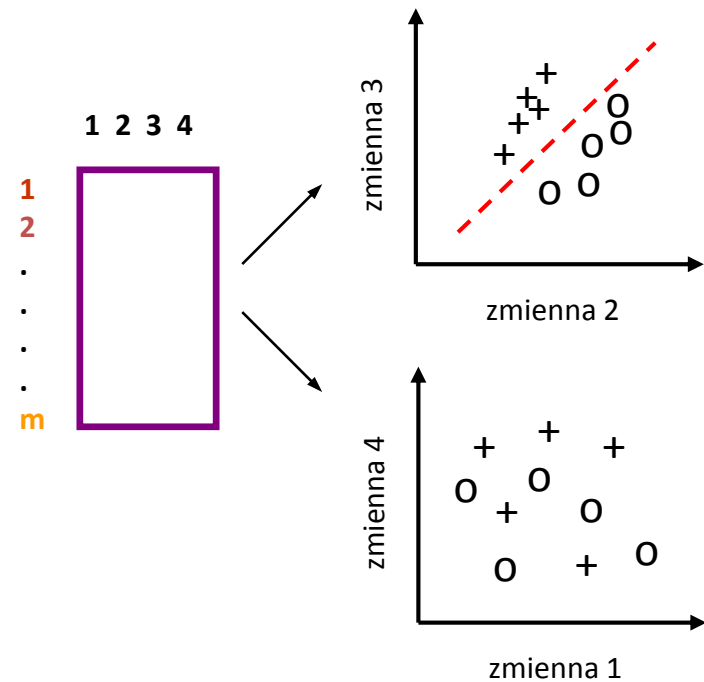 1 2 3 4
1
2
.
.
.
.
m
zmienna 3
+
+
+
+
+
o
o
o
o
o
zmienna 2
zmienna 4
+
+
+
o
o
+
o
o
+
o
zmienna 1